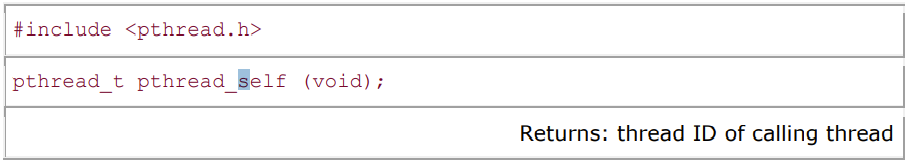 #include <pthread.h>
pthread_t pthread_self (void);
Returns: thread ID of calling thread